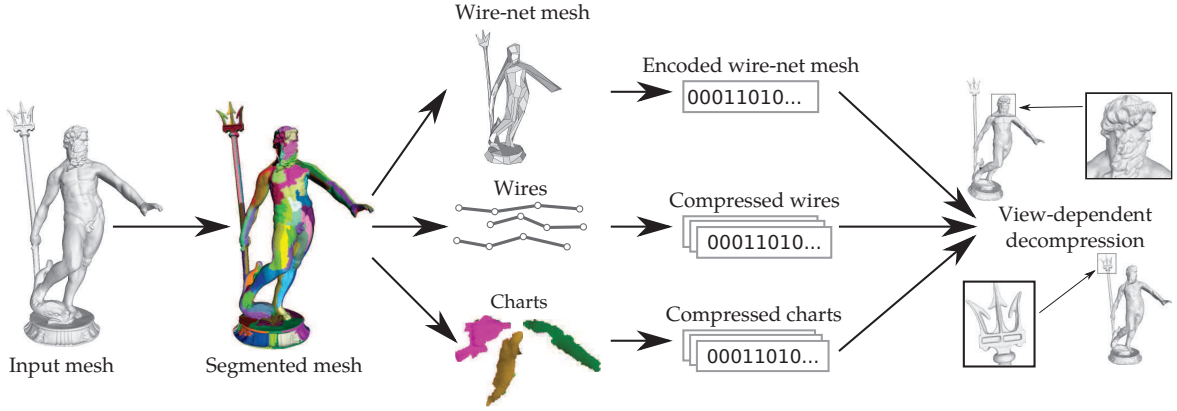 Input mesh
Segmented mesh
Wire-net mesh
Wires
Charts
Encoded wire-net mesh
00011010...
Compressed wires
00011010...
Compressed charts
00011010...
View-dependent
decompression